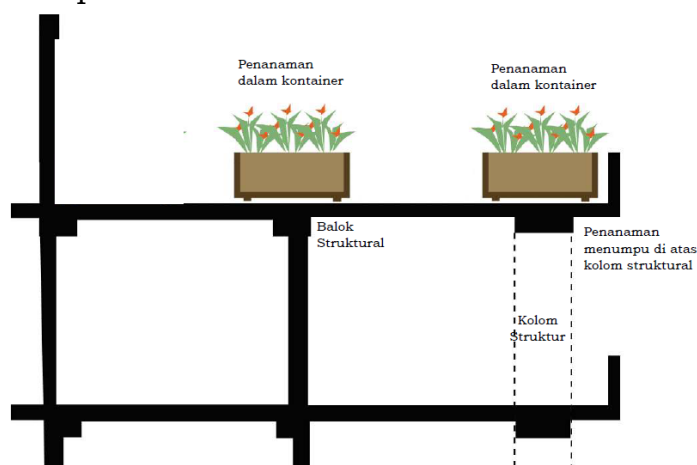 Penanaman
dalam kontainer
Penanaman
dalam kontainer
Balok
Struktural
Penanaman
menumpu di atas
kolom struktural
Kolom
Struktur